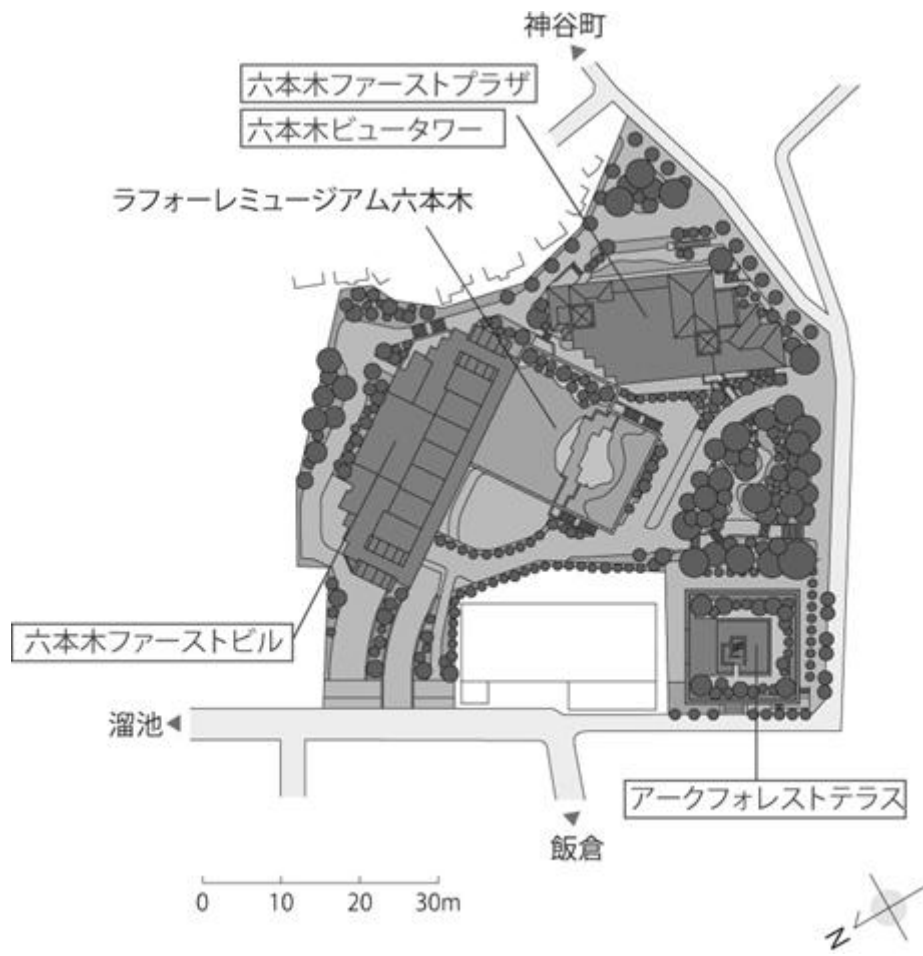 神谷町
六本木ファーストプラザ
六本木ビュータワー
ラフォーレミュージアム六本木
六本木ファーストビル
溜池
アークフォレストテラス
飯倉
0 10 20 30m
N